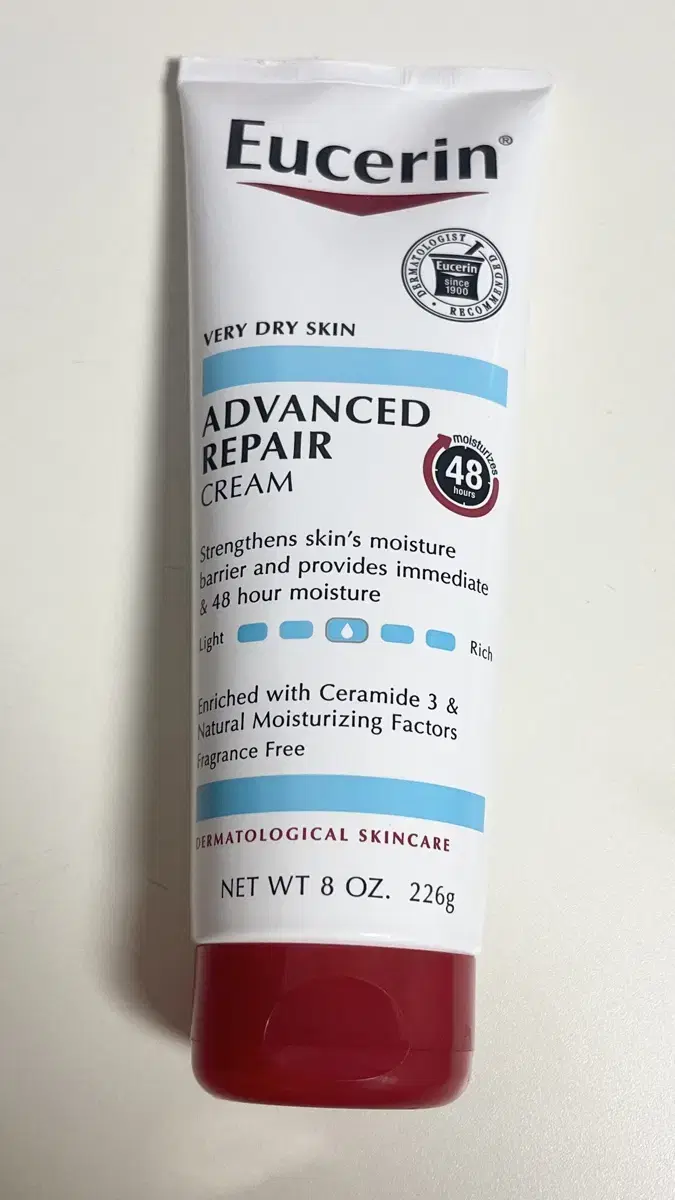 Eucerin®
DERMATOLOGIST RECOMMENDED
Eucerin
since
1900
VERY DRY SKIN
ADVANCED
REPAIR
CREAM
moisturizes
48
hours
Strengthens skin's moisture
barrier and provides immediate
& 48 hour moisture
Light Rich
Enriched with Ceramide 3 &
Natural Moisturizing Factors
Fragrance Free
DERMATOLOGICAL SKINCARE
NET WT 8 OZ. 226g